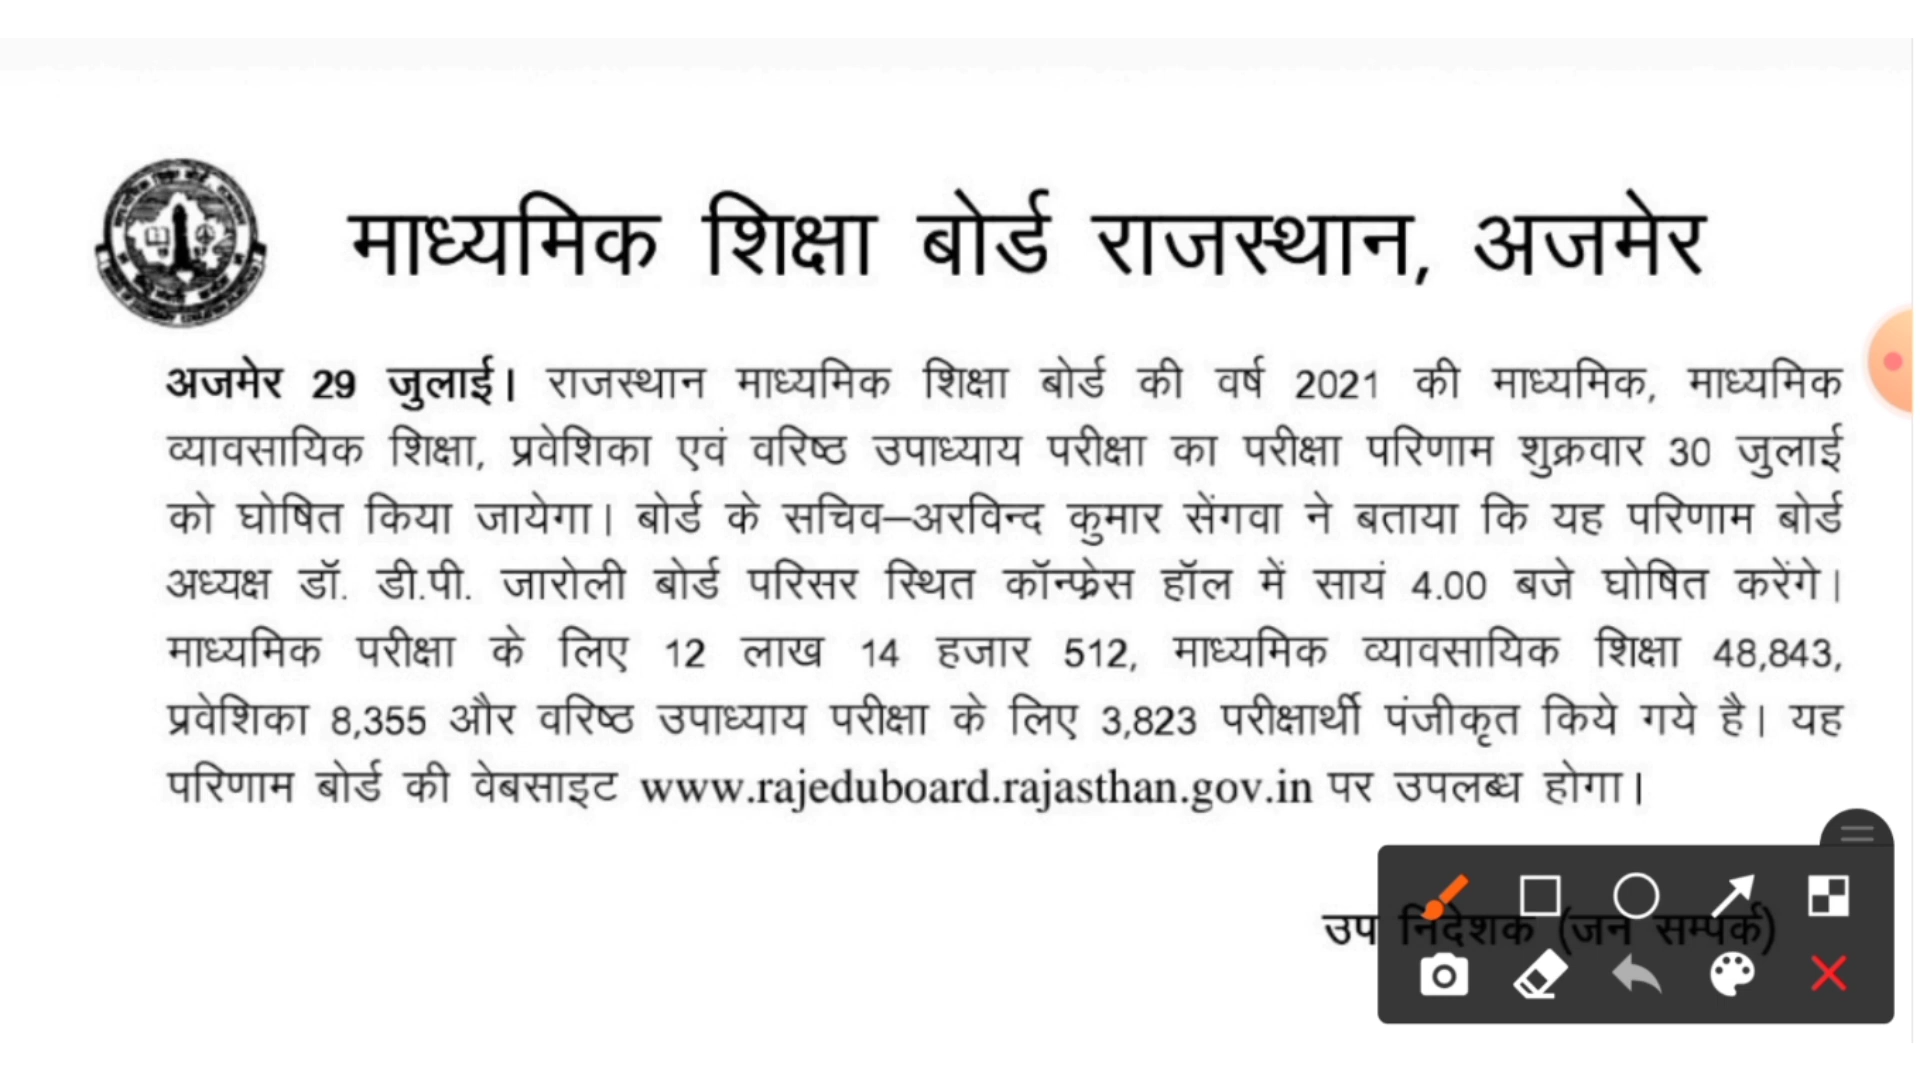 माध्यमिक शिक्षा बोर्ड राजस्थान, अजमेर
अजमेर 29 जुलाई। राजस्थान माध्यमिक शिक्षा बोर्ड की वर्ष 2021 की माध्यमिक, माध्यमिक
व्यावसायिक शिक्षा, प्रवेशिका एवं वरिष्ठ उपाध्याय परीक्षा का परीक्षा परिणाम शुक्रवार 30 जुलाई
को घोषित किया जायेगा। बोर्ड के सचिव–अरविन्द कुमार सेंगवा ने बताया कि यह परिणाम बोर्ड
अध्यक्ष डॉ. डी.पी. जारोली बोर्ड परिसर स्थित कॉन्फ्रेस हॉल में सायं 4.00 बजे घोषित करेंगे।
माध्यमिक परीक्षा के लिए 12 लाख 14 हजार 512, माध्यमिक व्यावसायिक शिक्षा 48,843,
प्रवेशिका 8,355 और वरिष्ठ उपाध्याय परीक्षा के लिए 3,823 परीक्षार्थी पंजीकृत किये गये है। यह
परिणाम बोर्ड की वेबसाइट www.rajeduboard.rajasthan.gov.in पर उपलब्ध होगा।
उप निदेशक (जन सम्पर्क)